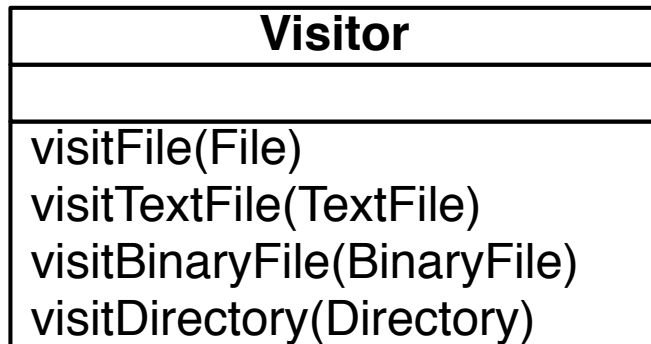 Visitor
visitFile(File)
visitTextFile(TextFile)
visitBinaryFile(BinaryFile)
visitDirectory(Directory)